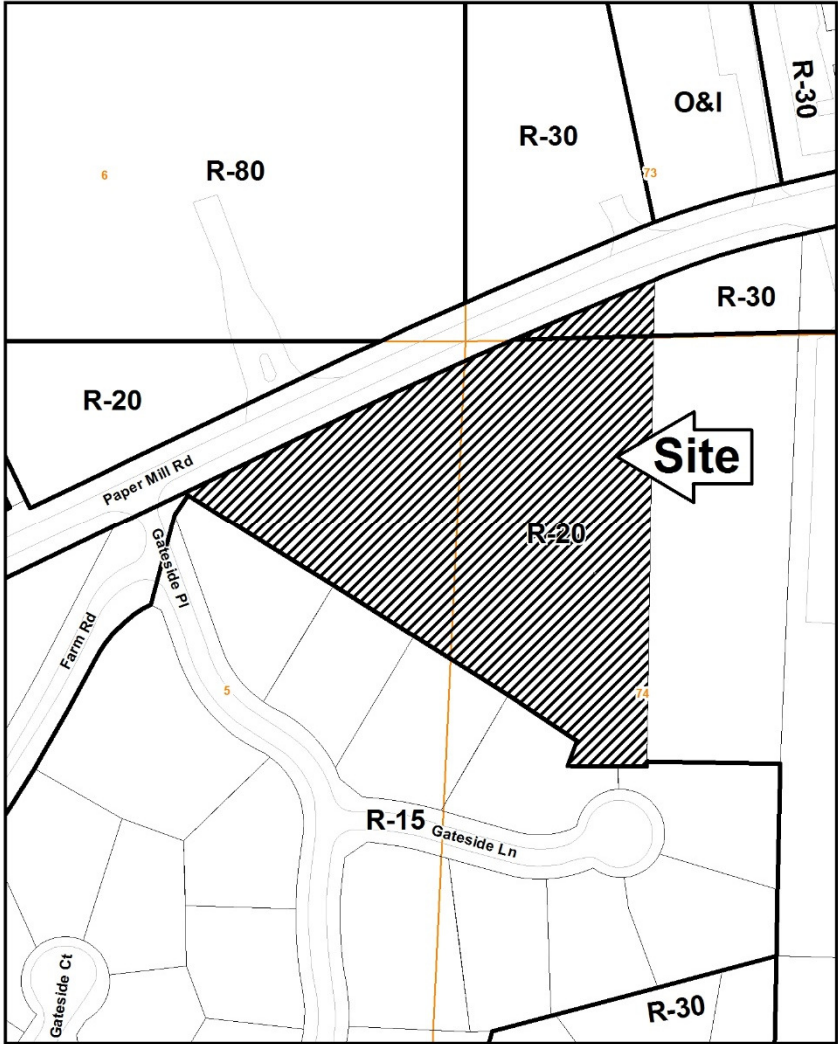 R-30
O&I
R-30
73
6
R-80
R-30
R-20
Site
Paper Mill Rd
R-20
Gateside Pl
Farm Rd
5
74
R-15
Gateside Ln
Gateside Ct
R-30